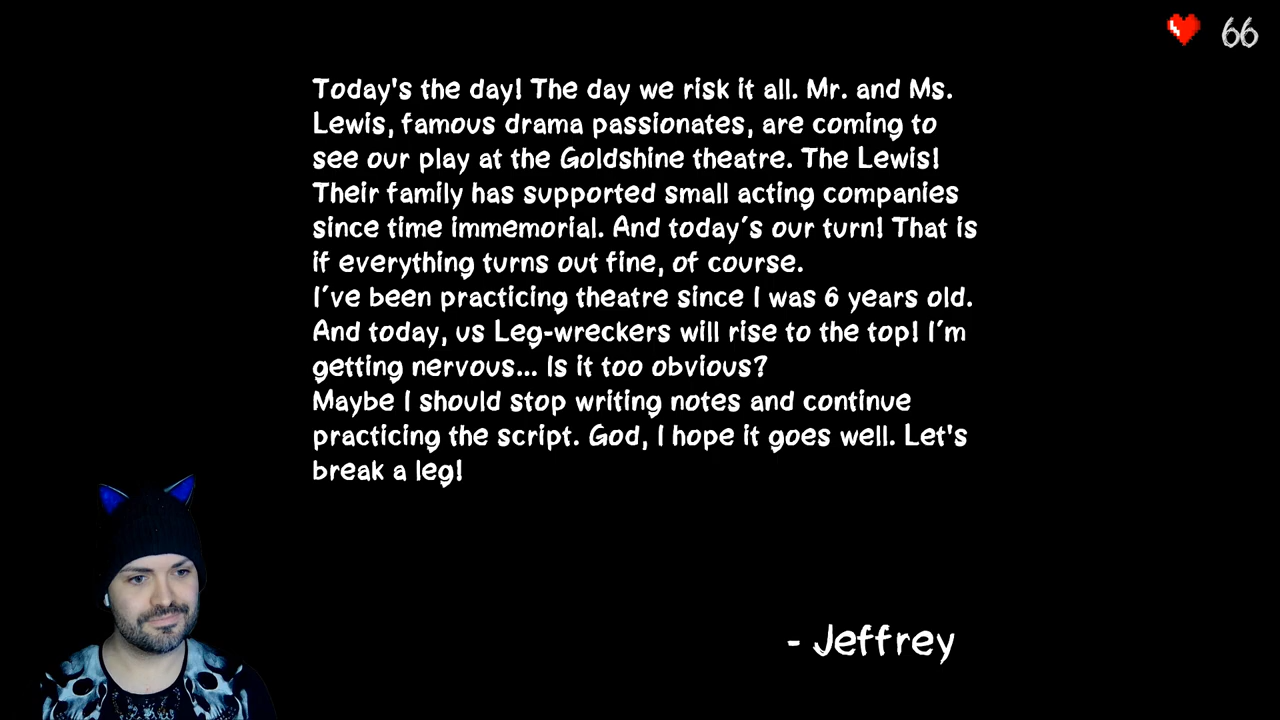 66
Today's the day! The day we risk it all. Mr. and Ms.
Lewis, famous drama passionates, are coming to
see our play at the Goldshine theatre. The Lewis!
Their family has supported small acting companies
since time immemorial. And today´s our turn! That is
if everything turns out fine, of course.
I´ve been practicing theatre since I was 6 years old.
And today, us Leg-wreckers will rise to the top! I´m
getting nervous... Is it too obvious?
Maybe I should stop writing notes and continue
practicing the script. God, I hope it goes well. Let's
break a leg!
- Jeffrey